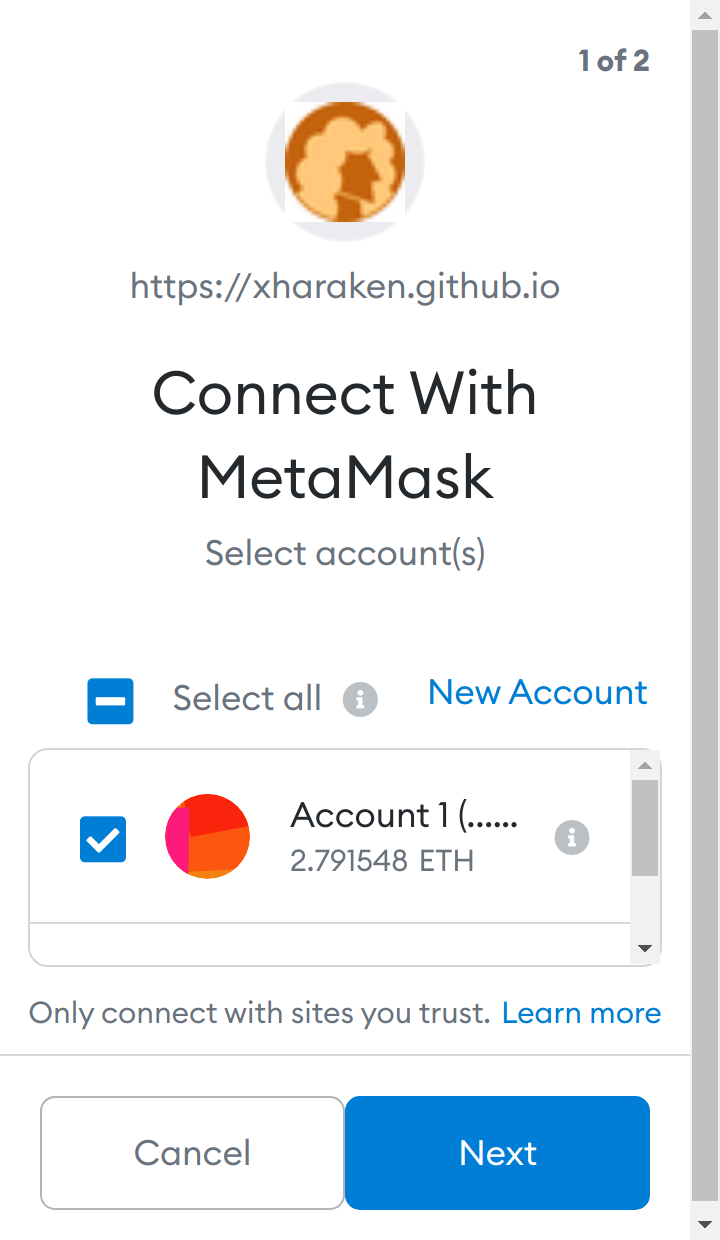 1 of 2
https://xharaken.github.io
Connect With
MetaMask
Select account(s)
Select all
New Account
Account 1 (......
2.791548 ETH
Only connect with sites you trust. Learn more
Cancel
Next